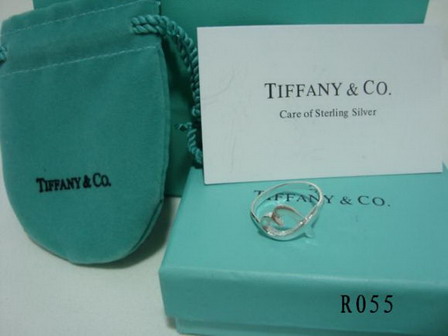 TIFFANY & CO.
Care of Sterling Silver
TIFFANY & CO.
TIFFANY & CO.
R055